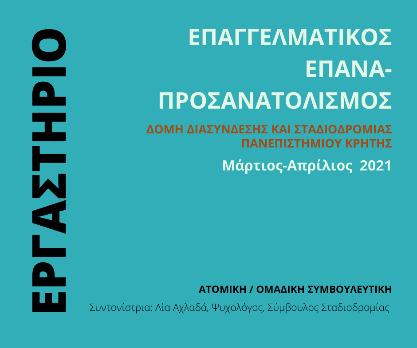 ΕΡΓΑΣΤΗΡΙΟ
ΕΠΑΓΓΕΛΜΑΤΙΚΟΣ
ΕΠΑΝΑ-
ΠΡΟΣΑΝΑΤΟΛΙΣΜΟΣ
ΔΟΜΗ ΔΙΑΣΥΝΔΕΣΗΣ ΚΑΙ ΣΤΑΔΙΟΔΡΟΜΙΑΣ
ΠΑΝΕΠΙΣΤΗΜΙΟΥ ΚΡΗΤΗΣ
Μάρτιος-Απρίλιος 2021
ΑΤΟΜΙΚΗ / ΟΜΑΔΙΚΗ ΣΥΜΒΟΥΛΕΥΤΙΚΗ
Συντονίστρια: Λία Αχλαδά, Ψυχολόγος, Σύμβουλος Σταδιοδρομίας